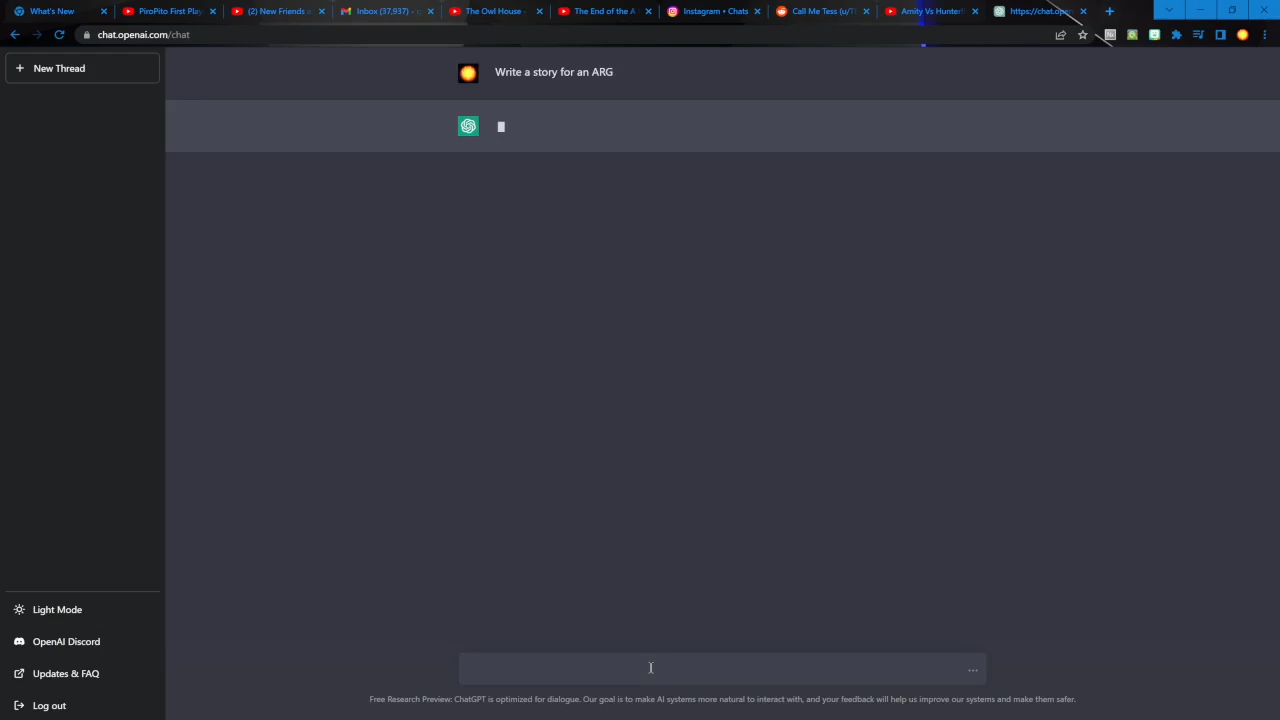 What's New
PiroPito First Play
(2) New Friends a
Inbox (37,937) - s
The Owl House -
The End of the A
Instagram • Chats
Call Me Tess (u/TI
Amity Vs Hunter!
https://chat.open
chat.openai.com/chat
+ New Thread
Write a story for an ARG
Light Mode
OpenAI Discord
Updates & FAQ
Log out
Free Research Preview: ChatGPT is optimized for dialogue. Our goal is to make AI systems more natural to interact with, and your feedback will help us improve our systems and make them safer.